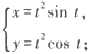 x = t² sin t,
y = t² cos t;